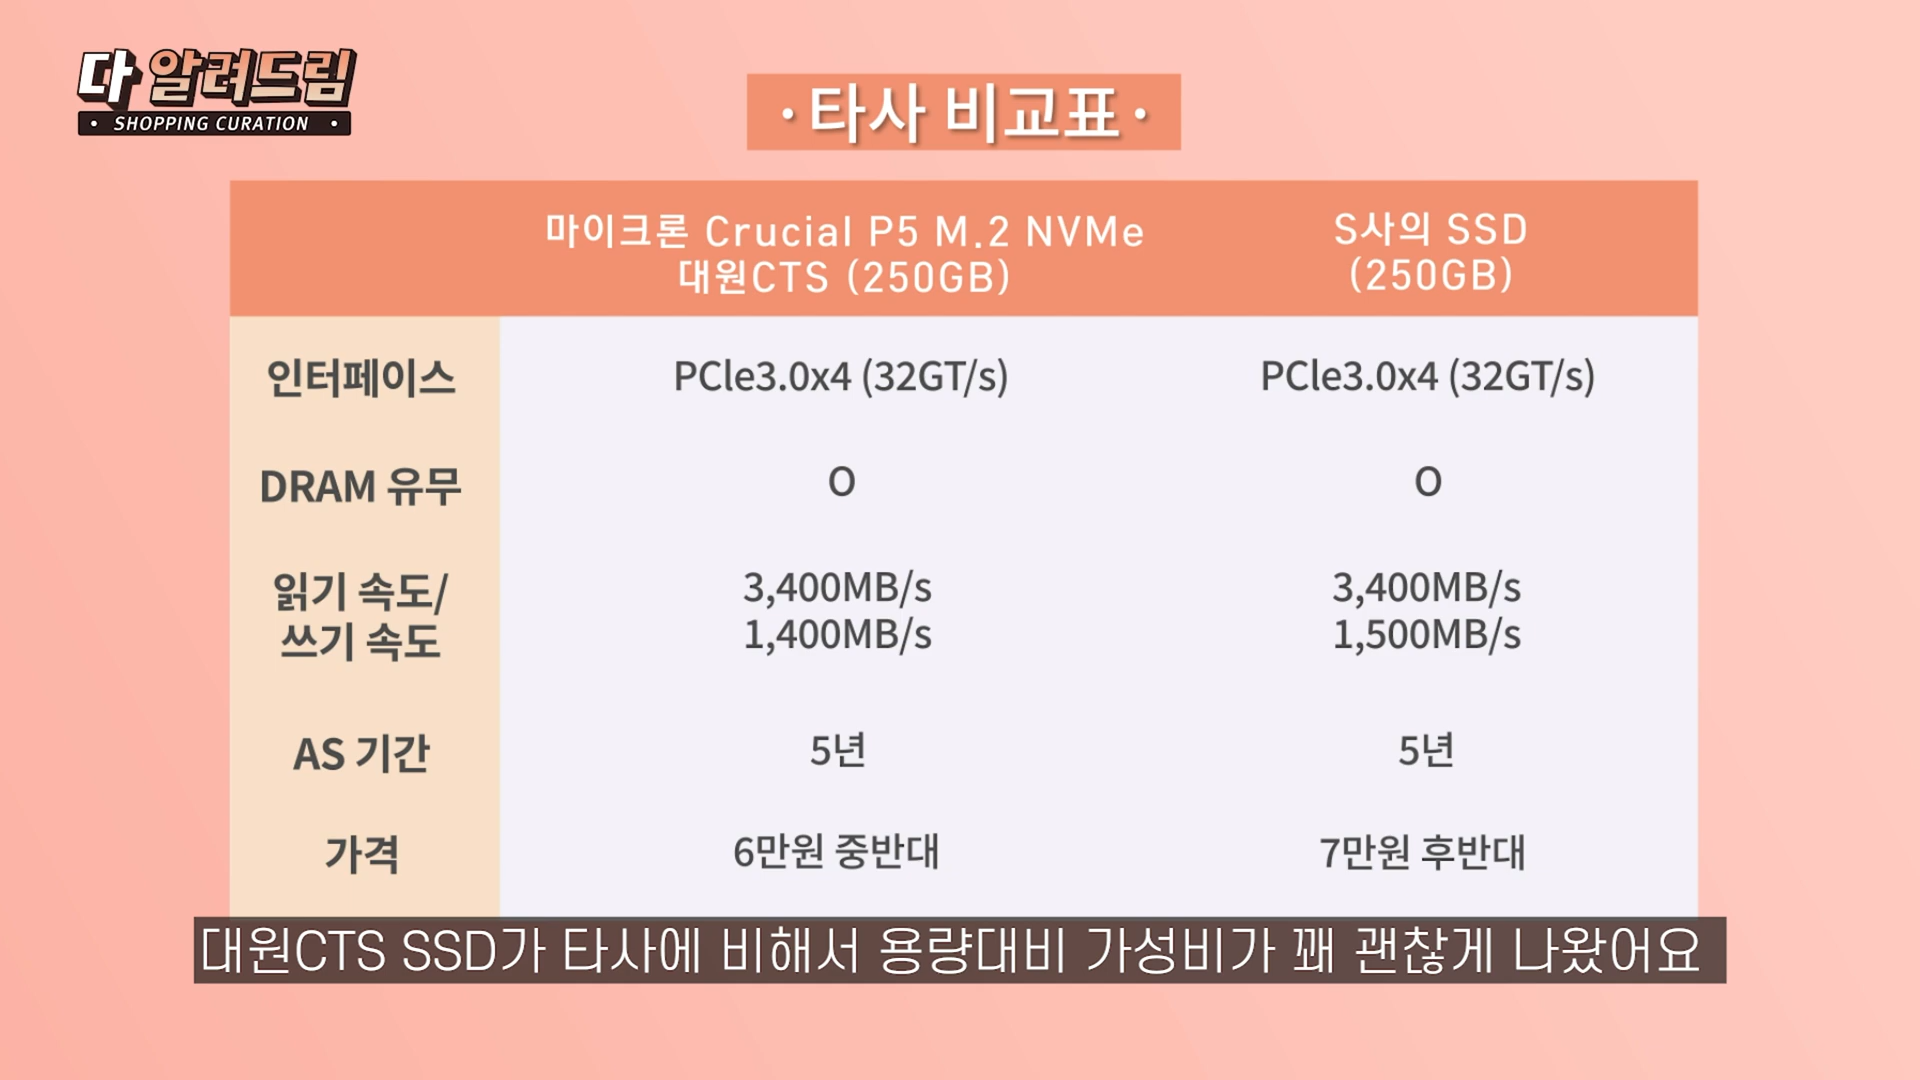 다 알려드림
• SHOPPING CURATION •
·타사 비교표·
마이크론 Crucial P5 M.2 NVMe
대원CTS (250GB)
S사의 SSD
(250GB)
인터페이스
PCle3.0x4 (32GT/s)
PCle3.0x4 (32GT/s)
DRAM 유무
O
O
읽기 속도/
쓰기 속도
3,400MB/s
1,400MB/s
3,400MB/s
1,500MB/s
AS 기간
5년
5년
가격
6만원 중반대
7만원 후반대
대원CTS SSD가 타사에 비해서 용량대비 가성비가 꽤 괜찮게 나왔어요